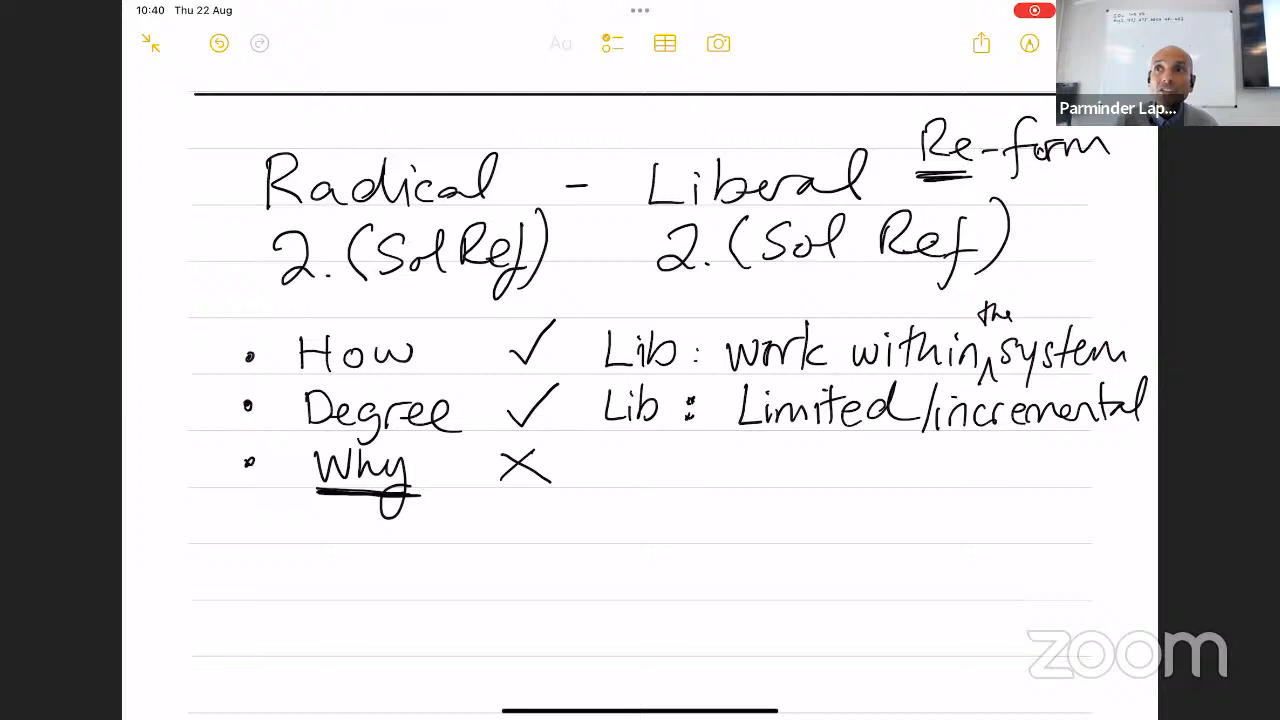 10:40 Thu 22 Aug
Aa
Parminder Lap...
Re-form
Radical - Liberal
2. (Sol Ref) 2. (Sol Ref)
• How ✓ Lib: work within the system
• Degree ✓ Lib: Limited/incremental
• Why ✗
zoom